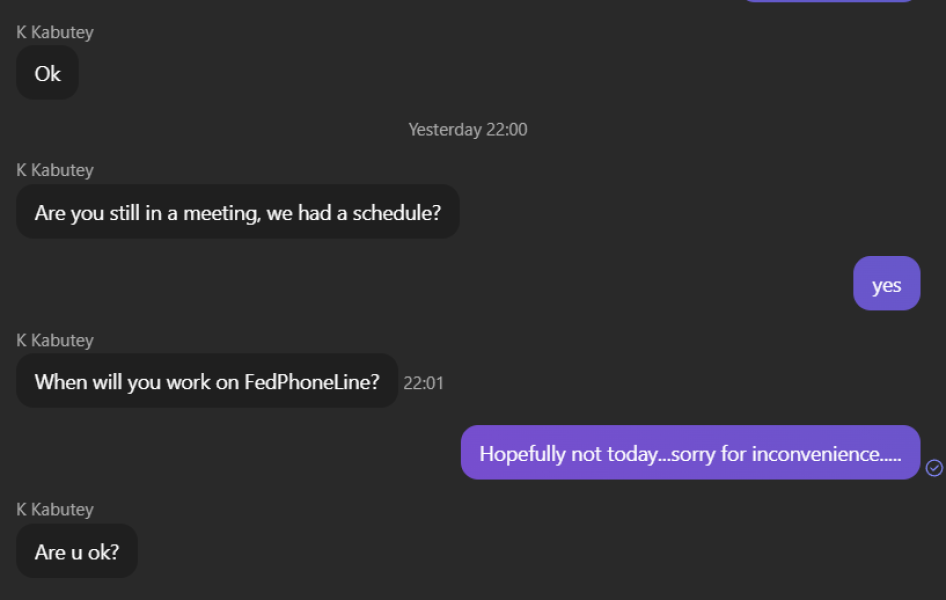 K Kabutey
Ok
Yesterday 22:00
K Kabutey
Are you still in a meeting, we had a schedule?
yes
K Kabutey
When will you work on FedPhoneLine? 22:01
Hopefully not today...sorry for inconvenience.....
K Kabutey
Are u ok?